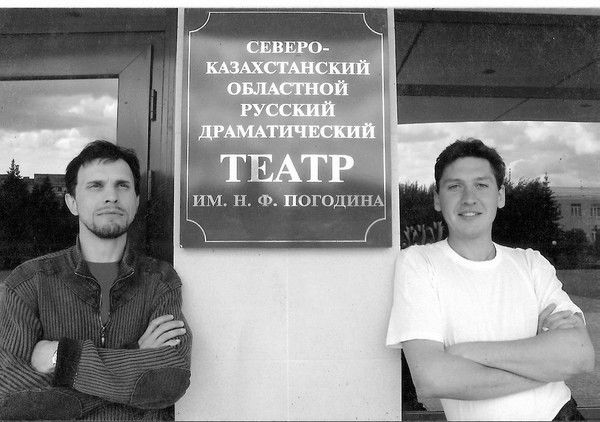 СЕВЕРО-
КАЗАХСТАНСКИЙ
ОБЛАСТНОЙ
РУССКИЙ
ДРАМАТИЧЕСКИЙ
ТЕАТР
ИМ. Н. Ф. ПОГОДИНА